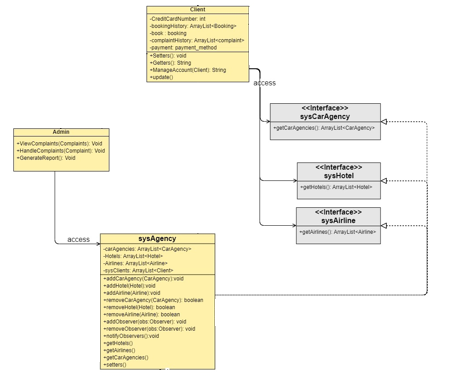 Client
-CreditCardNumber: int
-bookingHistory: ArrayList<Booking>
-book : booking
-complaintHistory: ArrayList<complaint>
-payment: payment_method
+Setters(): void
+Getters(): String
+ManageAccount(Client): String
+update()
access
<<Interface>>
sysCarAgency
+getCarAgencies(): ArrayList<CarAgency>
Admin
+ViewComplaints(Complaints): Void
+HandleComplaints(Complaint): Void
+GenerateReport(): Void
<<Interface>>
sysHotel
+getHotels(): ArrayList<Hotel>
<<Interface>>
sysAirline
+getAirlines(): ArrayList<Airline>
access
sysAgency
-carAgencies: ArrayList<CarAgency>
-Hotels: ArrayList<Hotel>
-Airlines: ArrayList<Airline>
-sysClients: ArrayList<Client>
+addCarAgency(CarAgency):void
+addHotel(Hotel):void
+addAirline(Airline):void
+removeCarAgency(CarAgency): boolean
+removeHotel(Hotel): boolean
+removeAirline(Airline): boolean
+addObserver(obs:Observer): void
+removeObserver(obs: Observer): void
+notifyObservers():void
+getHotels()
+getAirlines()
+getCarAgencies()
+setters()